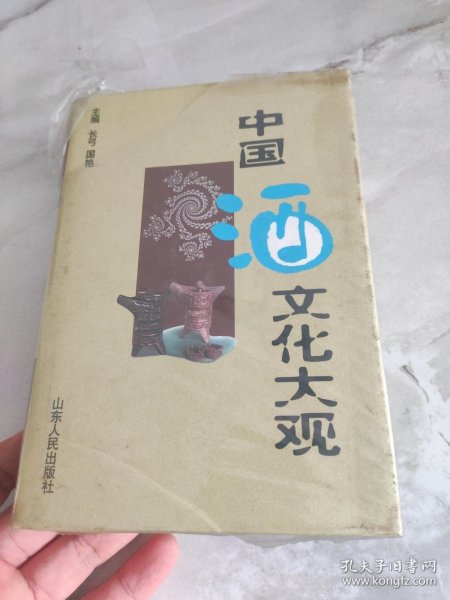 中国
酒
文化大观
主编 长弓 国艳
山东人民出版社
孔夫子旧书网
www.kongfz.com